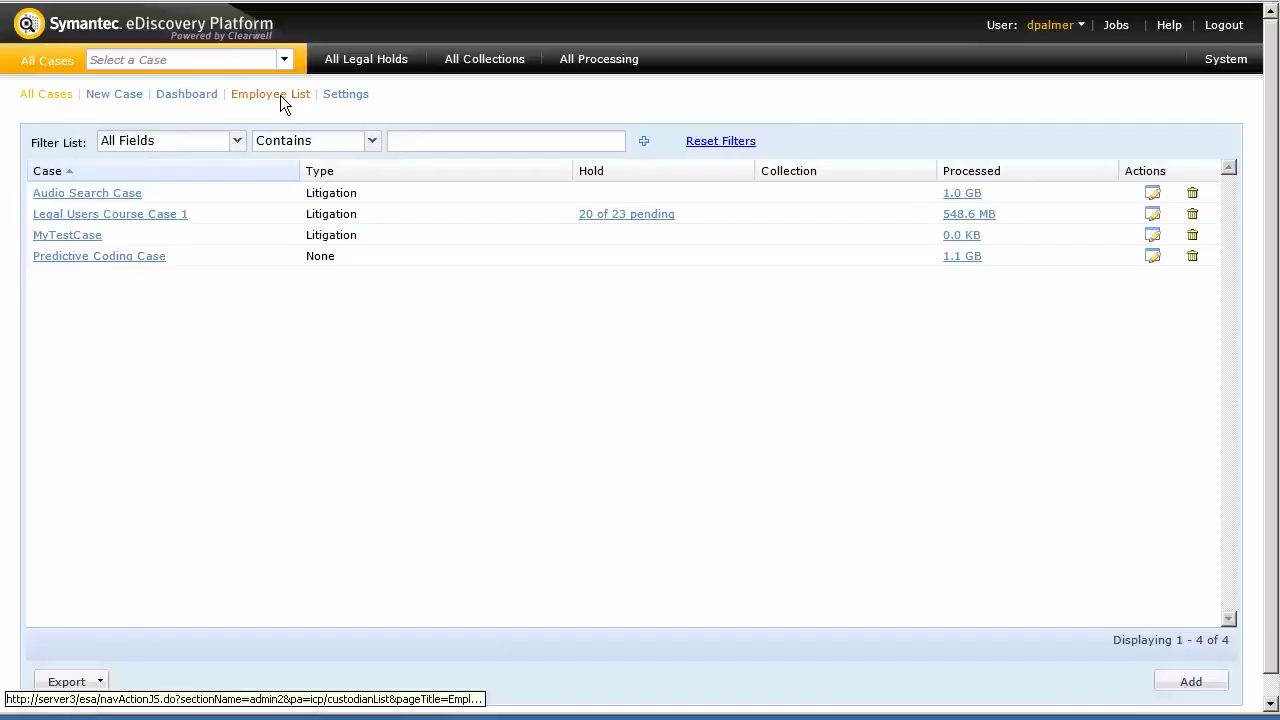 Symantec. eDiscovery Platform
Powered by Clearwell
User: dpalmer | Jobs | Help | Logout
All Cases Select a Case All Legal Holds All Collections All Processing System
All Cases | New Case | Dashboard | Employee List | Settings
Filter List: All Fields Contains Reset Filters
Case Type Hold Collection Processed Actions
Audio Search Case Litigation 1.0 GB
Legal Users Course Case 1 Litigation 20 of 23 pending 548.6 MB
MyTestCase Litigation 0.0 KB
Predictive Coding Case None 1.1 GB
Displaying 1 - 4 of 4
Export Add
http://server3/esa/navActionJS.do?sectionName=admin2&pa=icp/custodianList&pageTitle=Empl...